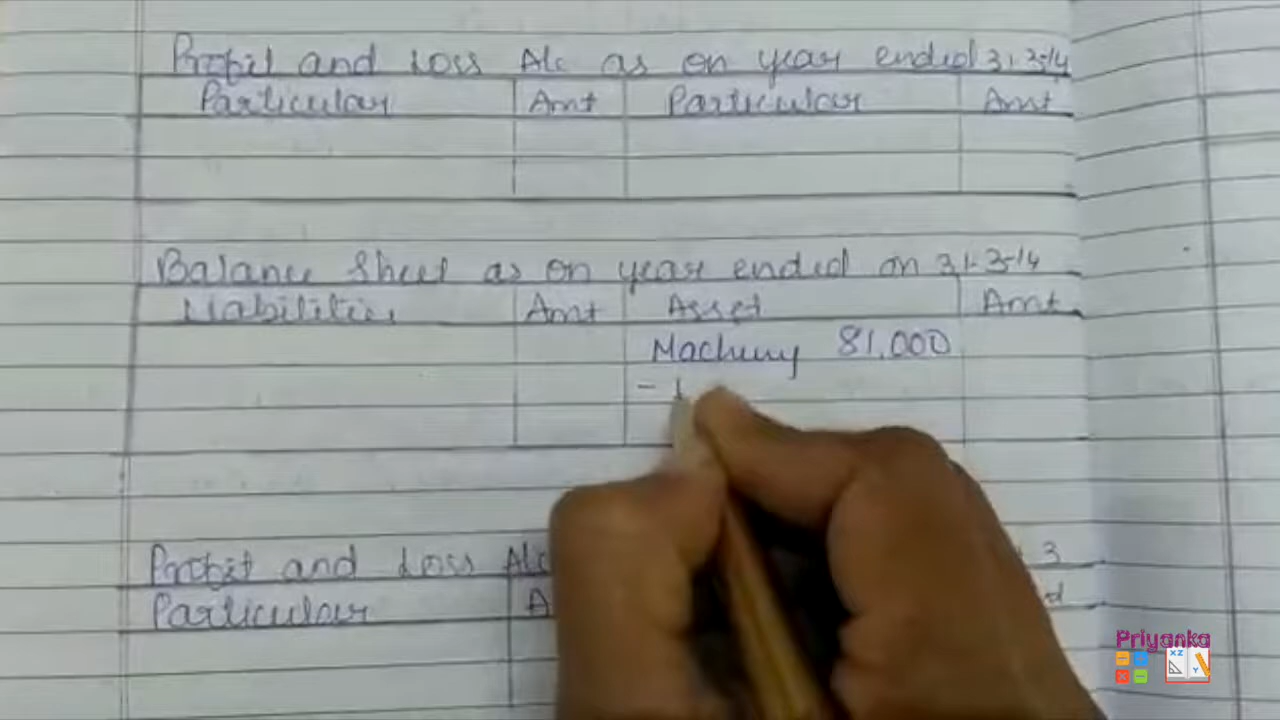 Profit and Loss A/c as on year ended 31.3-14
Particular Amt Particular Amt
Balance Sheet as on year ended on 31-3-14
Liabilities Amt Asset Amt
Machinery 81,000
-
Profit and Loss A/c 3
Particular A
Priyanka